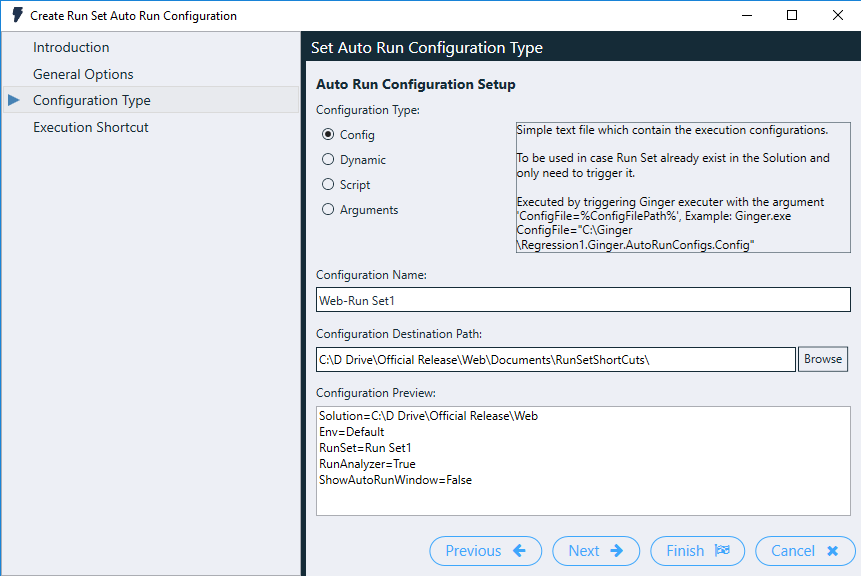 Create Run Set Auto Run Configuration
Introduction
General Options
Configuration Type
Execution Shortcut
Set Auto Run Configuration Type
Auto Run Configuration Setup
Configuration Type:
Config
Dynamic
Script
Arguments
Simple text file which contain the execution configurations.
To be used in case Run Set already exist in the Solution and
only need to trigger it.
Executed by triggering Ginger executer with the argument
'ConfigFile=%ConfigFilePath%', Example: Ginger.exe
ConfigFile="C:\Ginger
\Regression1.Ginger.AutoRunConfigs.Config"
Configuration Name:
Web-Run Set1
Configuration Destination Path:
C:\D Drive\Official Release\Web\Documents\RunSetShortCuts\
Browse
Configuration Preview:
Solution=C:\D Drive\Official Release\Web
Env=Default
RunSet=Run Set1
RunAnalyzer=True
ShowAutoRunWindow=False
Previous
Next
Finish
Cancel